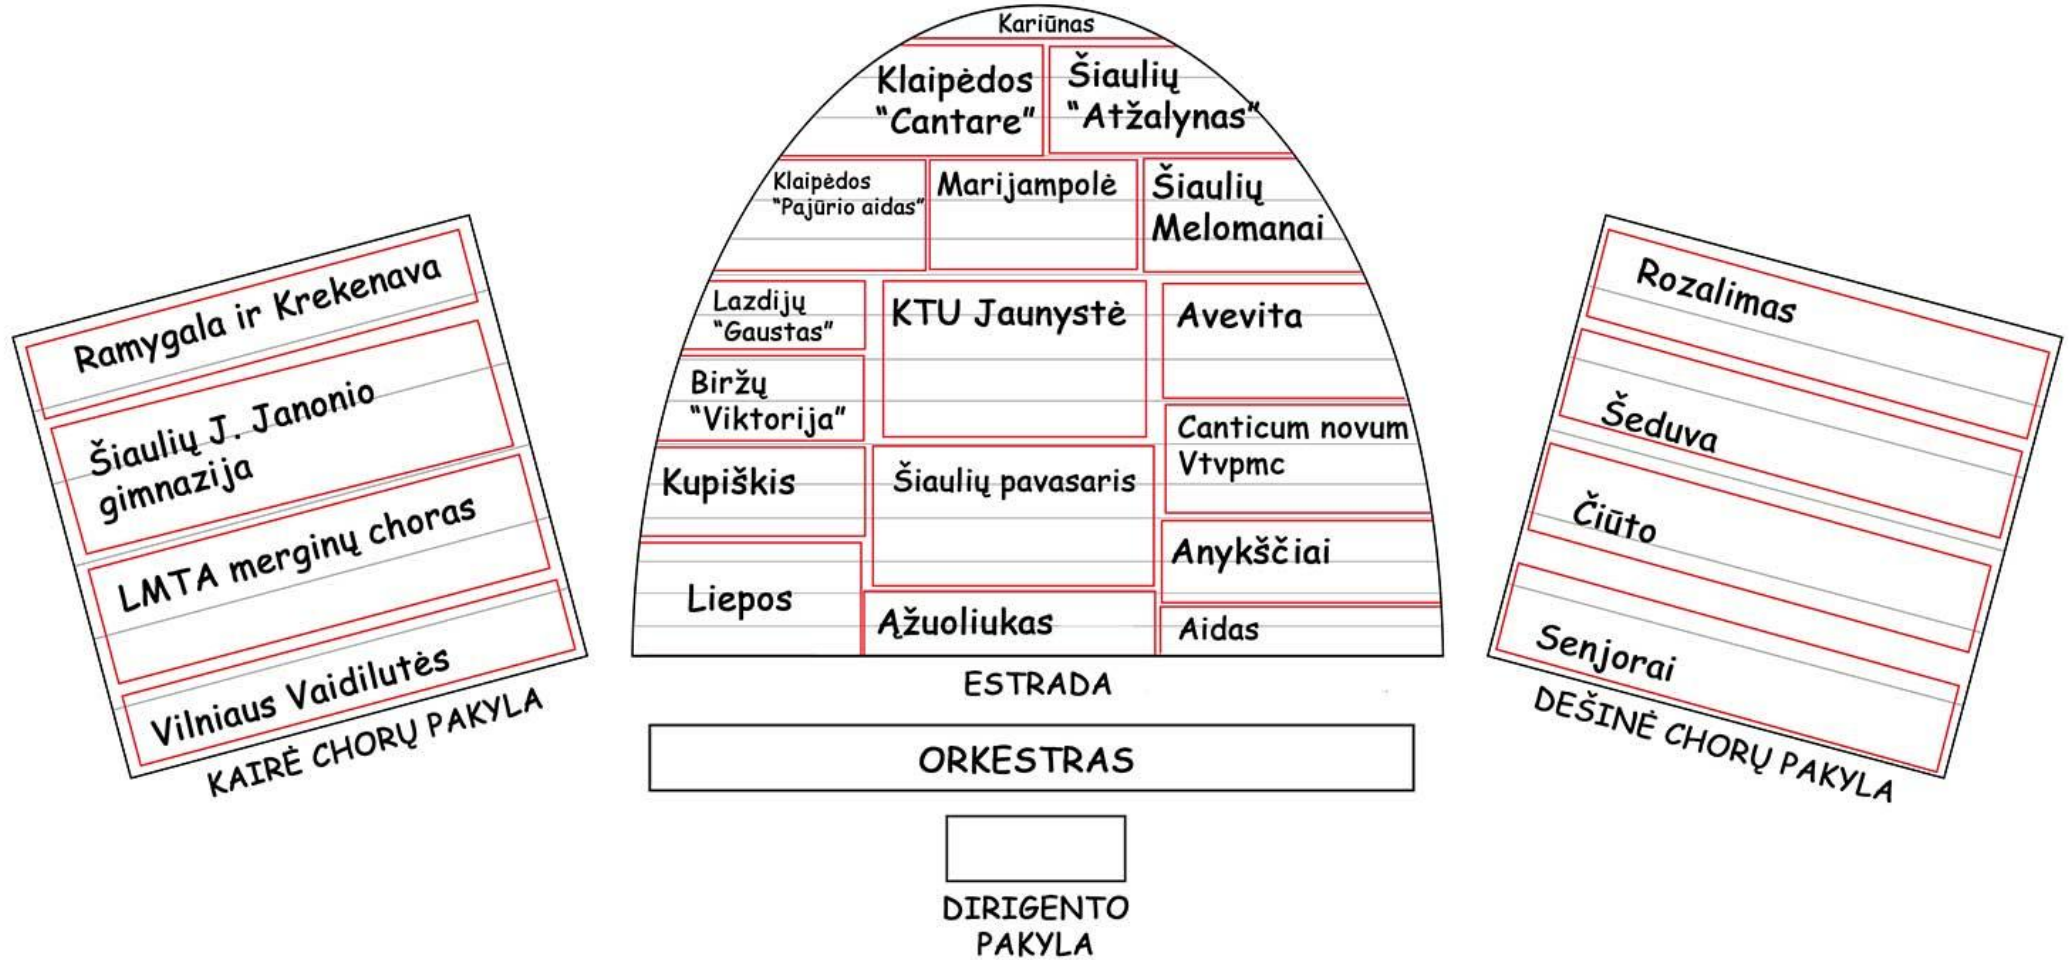 Kariūnas
Klaipėdos
“Cantare”
Šiaulių
“Atžalynas”
Klaipėdos
“Pajūrio aidas”
Marijampolė
Šiaulių
Melomanai
Lazdijų
“Gaustas”
KTU Jaunystė
Avevita
Biržų
“Viktorija”
Canticum novum
Vtvpmc
Kupiškis
Šiaulių pavasaris
Anykščiai
Liepos
Ąžuoliukas
Aidas
ESTRADA
Ramygala ir Krekenava
Šiaulių J. Janonio
gimnazija
LMTA merginų choras
Vilniaus Vaidilutės
KAIRĖ CHORŲ PAKYLA
Rozalimas
Šeduva
Čiūto
Senjorai
DEŠINĖ CHORŲ PAKYLA
ORKESTRAS
DIRIGENTO
PAKYLA